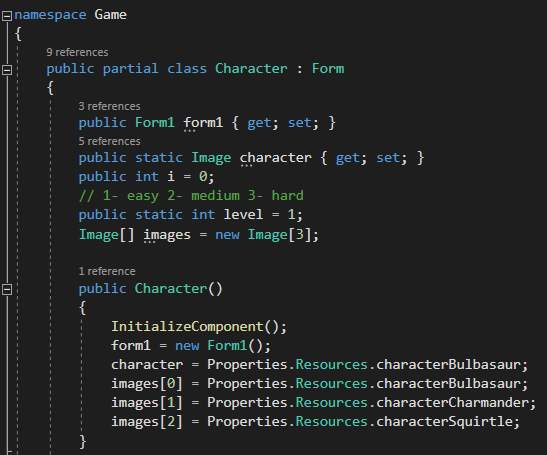 namespace Game
{
9 references
public partial class Character : Form
{
3 references
public Form1 form1 { get; set; }
5 references
public static Image character { get; set; }
public int i = 0;
// 1- easy 2- medium 3- hard
public static int level = 1;
Image[] images = new Image[3];
1 reference
public Character()
{
InitializeComponent();
form1 = new Form1();
character = Properties.Resources.characterBulbasaur;
images[0] = Properties.Resources.characterBulbasaur;
images[1] = Properties.Resources.characterCharmander;
images[2] = Properties.Resources.characterSquirtle;
}